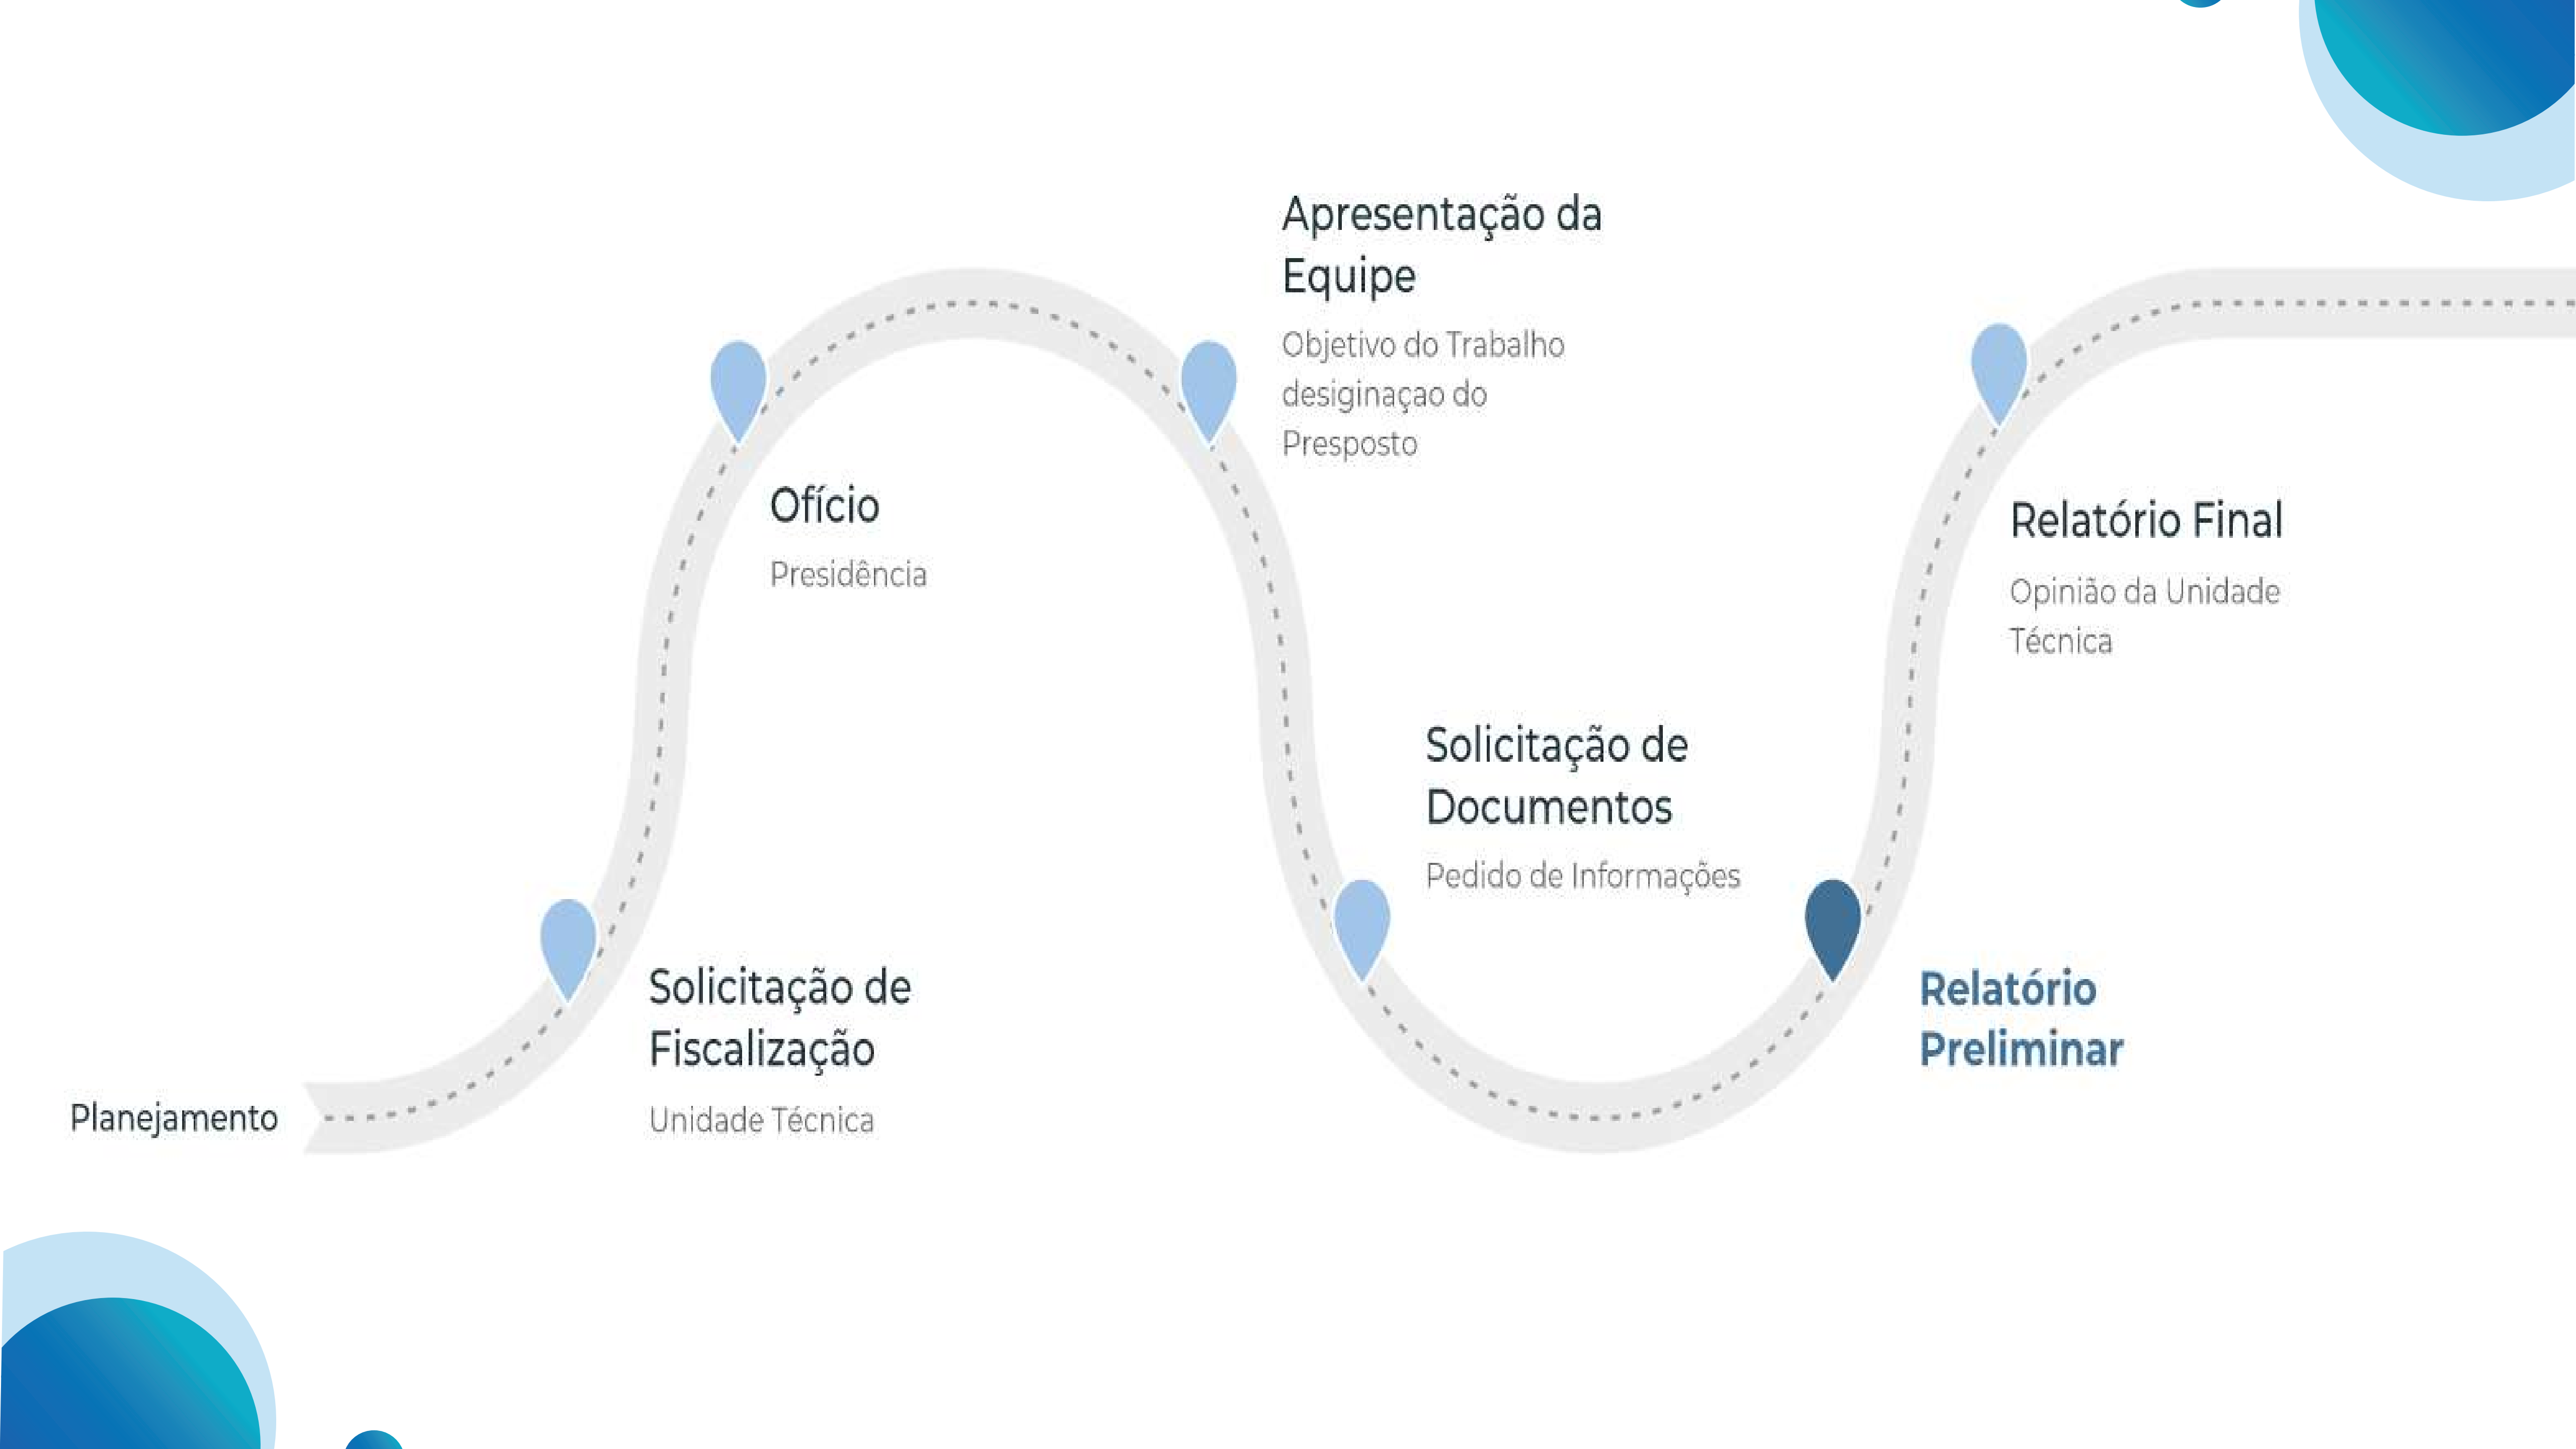 Planejamento
Solicitação de
Fiscalização
Unidade Técnica
Ofício
Presidência
Apresentação da
Equipe
Objetivo do Trabalho
desiginaçao do
Presposto
Solicitação de
Documentos
Pedido de Informações
Relatório
Preliminar
Relatório Final
Opinião da Unidade
Técnica